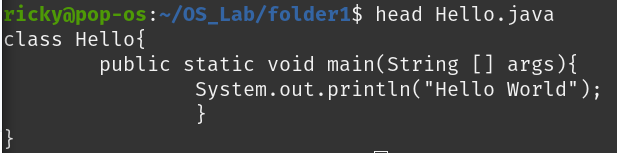 ricky@pop-os:~/OS_Lab/folder1$ head Hello.java
class Hello{
        public static void main(String [] args){
                System.out.println("Hello World");
                }
}